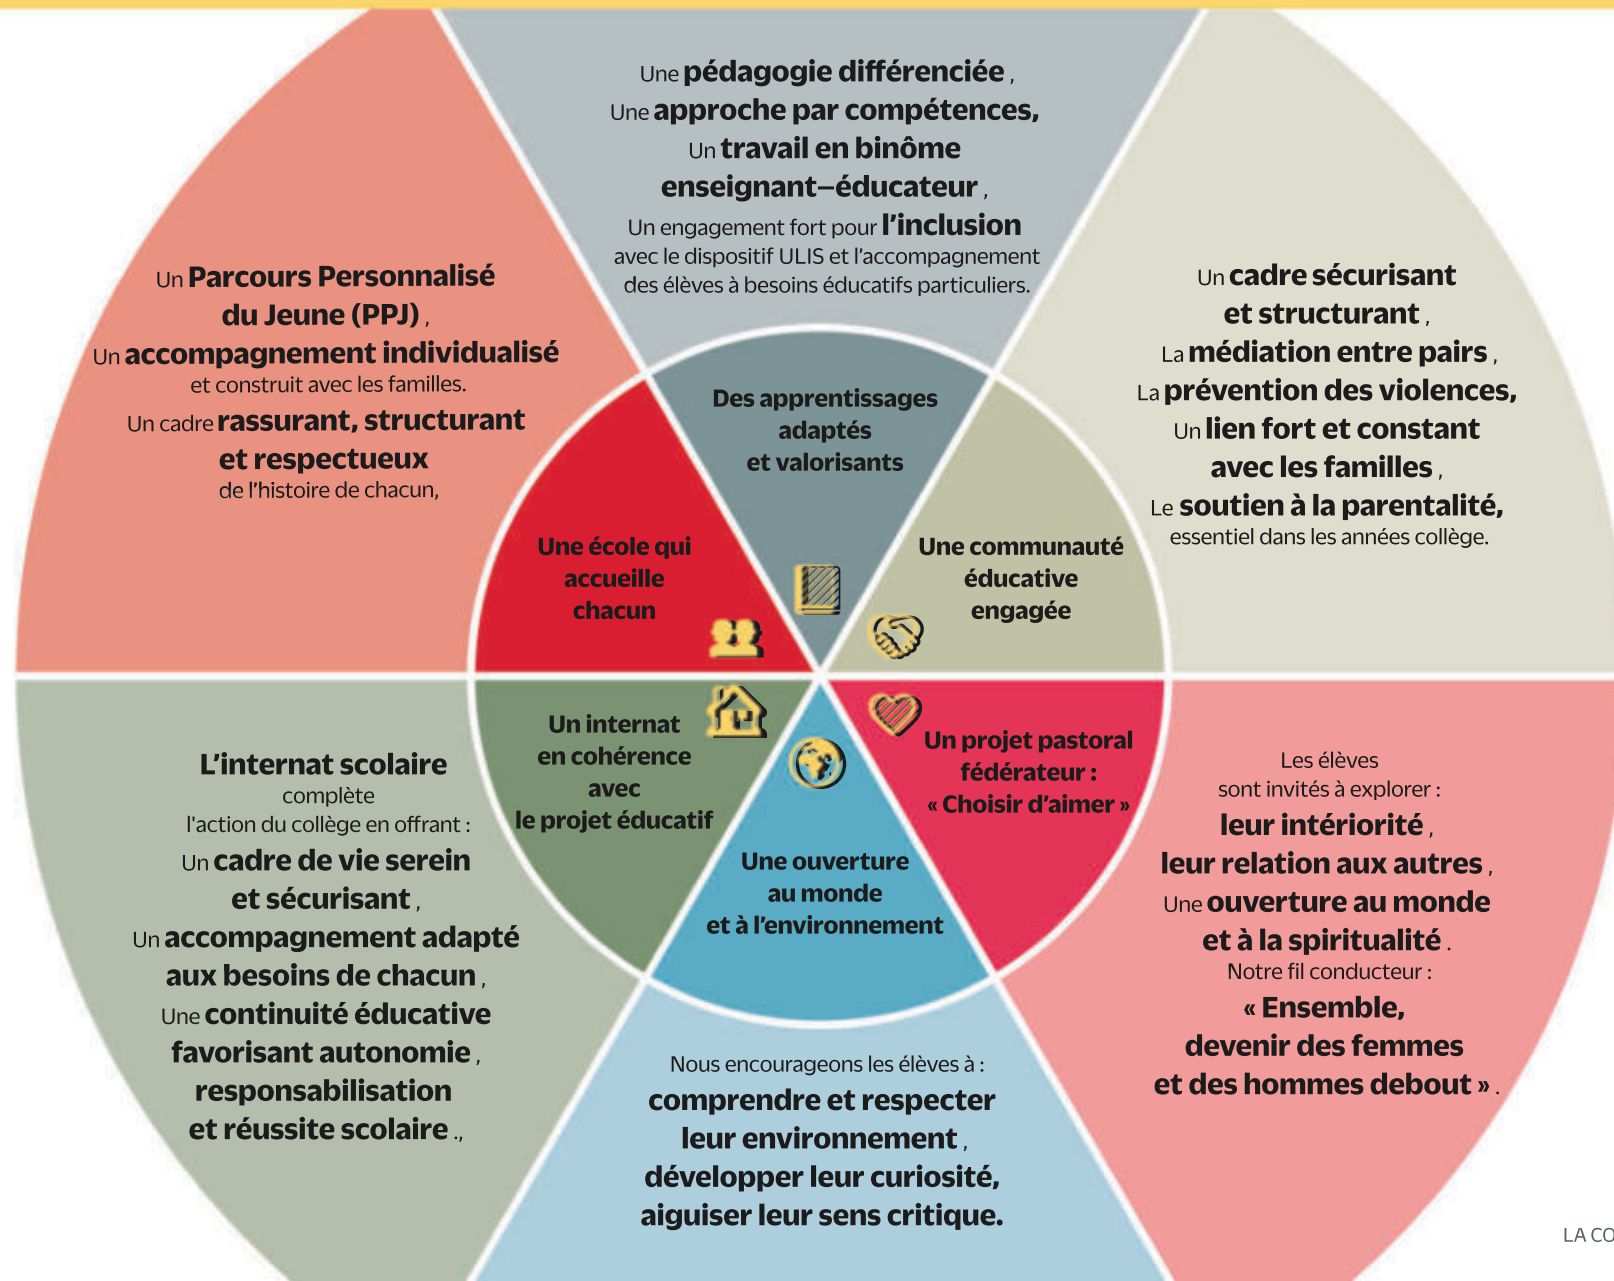 Une pédagogie différenciée ,
Une approche par compétences,
Un travail en binôme
enseignant–éducateur ,
Un engagement fort pour l'inclusion
avec le dispositif ULIS et l'accompagnement
des élèves à besoins éducatifs particuliers.
Un Parcours Personnalisé
du Jeune (PPJ) ,
Un accompagnement individualisé
et construit avec les familles.
Un cadre rassurant, structurant
et respectueux
de l'histoire de chacun,
Un cadre sécurisant
et structurant ,
La médiation entre pairs ,
La prévention des violences,
Un lien fort et constant
avec les familles ,
Le soutien à la parentalité,
essentiel dans les années collège.
Des apprentissages
adaptés
et valorisants
Une école qui
accueille
chacun
Une communauté
éducative
engagée
Un internat
en cohérence
avec
le projet éducatif
Un projet pastoral
fédérateur :
« Choisir d'aimer »
Une ouverture
au monde
et à l'environnement
L'internat scolaire
complète
l'action du collège en offrant :
Un cadre de vie serein
et sécurisant ,
Un accompagnement adapté
aux besoins de chacun ,
Une continuité éducative
favorisant autonomie ,
responsabilisation
et réussite scolaire .,
Les élèves
sont invités à explorer :
leur intériorité ,
leur relation aux autres ,
Une ouverture au monde
et à la spiritualité .
Notre fil conducteur :
« Ensemble,
devenir des femmes
et des hommes debout » .
Nous encourageons les élèves à :
comprendre et respecter
leur environnement ,
développer leur curiosité,
aiguiser leur sens critique.
LA CO